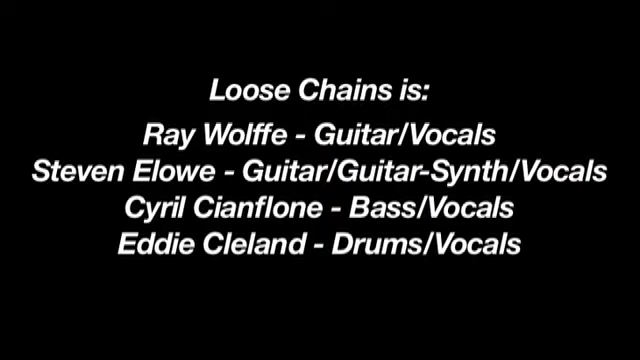 Loose Chains is:
Ray Wolffe - Guitar/Vocals
Steven Elowe - Guitar/Guitar-Synth/Vocals
Cyril Cianflone - Bass/Vocals
Eddie Cleland - Drums/Vocals